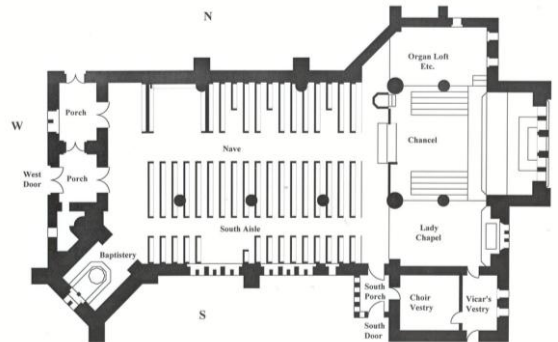 N
Organ Loft
Etc.
Porch
W
Nave
Chancel
West
Door
Porch
South Aisle
Lady
Chapel
Baptistery
South
Porch
Choir
Vestry
Vicar's
Vestry
S
South
Door